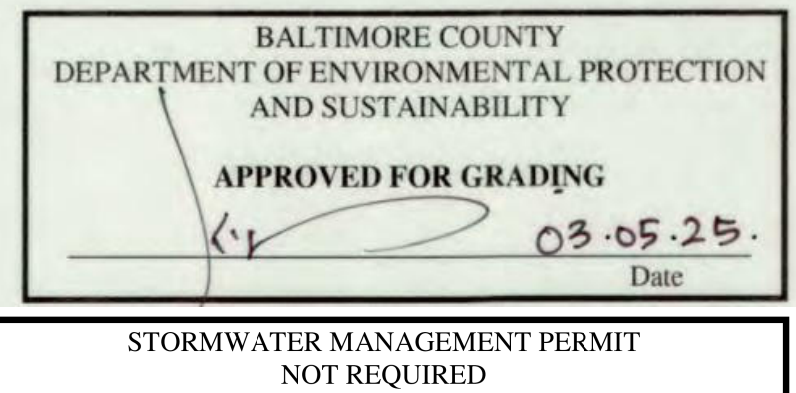 BALTIMORE COUNTY
DEPARTMENT OF ENVIRONMENTAL PROTECTION
AND SUSTAINABILITY
APPROVED FOR GRADING
03.05.25.
Date
STORMWATER MANAGEMENT PERMIT
NOT REQUIRED